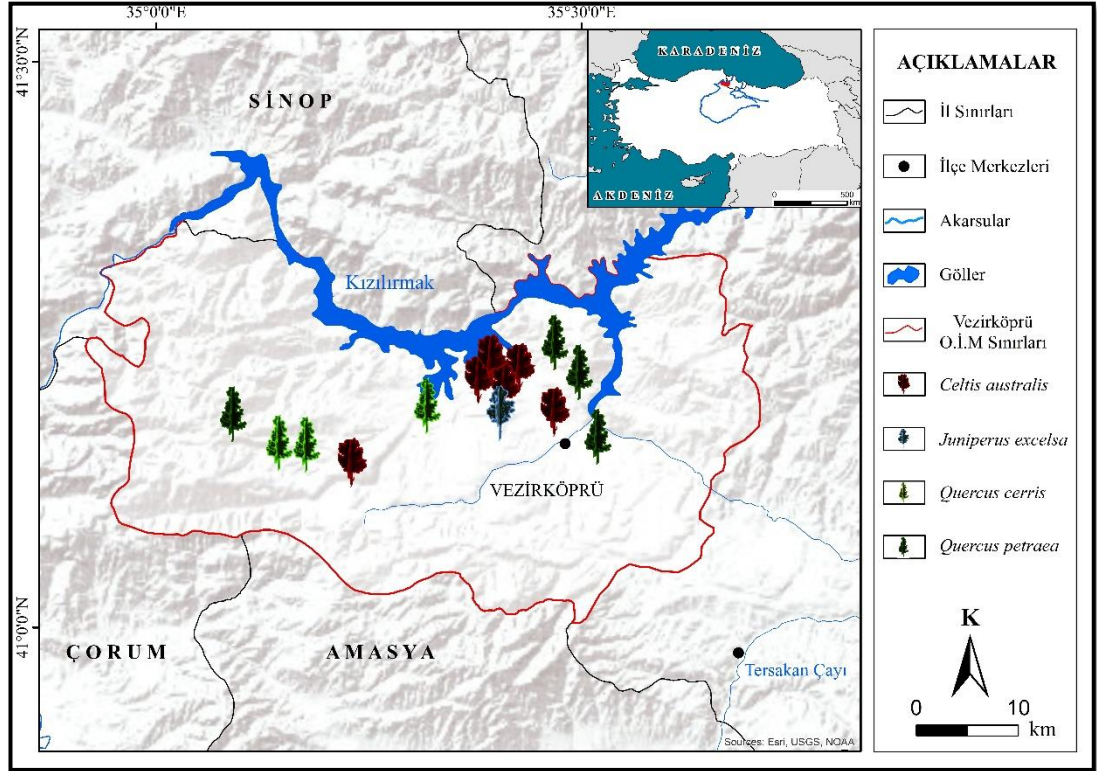 35°0'0"E
35°30'0"E
41°30'0"N
41°0'0"N
SİNOP
Kızılırmak
VEZİRKÖPRÜ
ÇORUM
AMASYA
Tersakan Çayı
Sources: Esri, USGS, NOAA
KARADENİZ
AKDENİZ
0 500
km
AÇIKLAMALAR
İl Sınırları
İlçe Merkezleri
Akarsular
Göller
Vezirköprü
O.İ.M Sınırları
Celtis australis
Juniperus excelsa
Quercus cerris
Quercus petraea
K
0 10
km